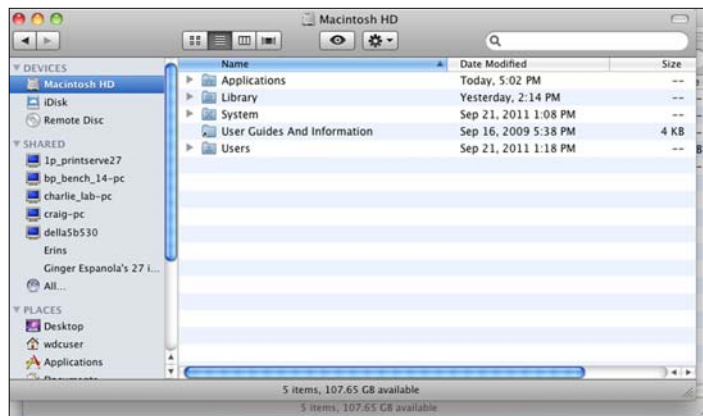 Macintosh HD
Name Date Modified Size
DEVICES
Macintosh HD
iDisk
Remote Disc
SHARED
1p_printserve27
bp_bench_14-pc
charlie_lab-pc
craig-pc
della5b530
Erins
Ginger Espanola's 27 i...
All...
PLACES
Desktop
wdcuser
Applications
Documents
Applications Today, 5:02 PM --
Library Yesterday, 2:14 PM --
System Sep 21, 2011 1:08 PM --
User Guides And Information Sep 16, 2009 5:38 PM 4 KB
Users Sep 21, 2011 1:18 PM --
5 items, 107.65 GB available
5 items, 107.65 GB available